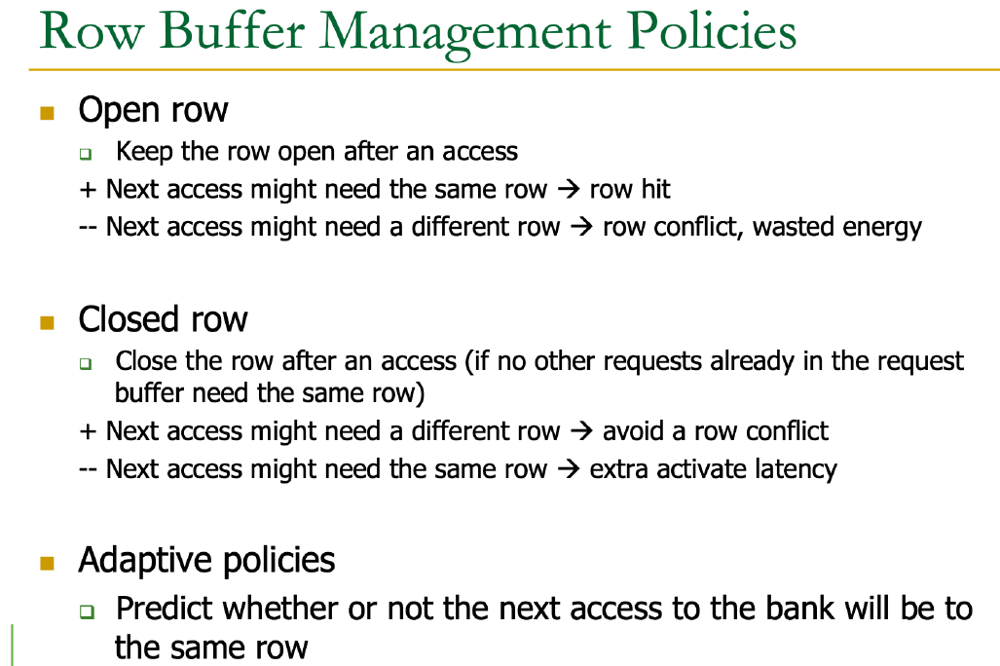 Row Buffer Management Policies
Open row
Keep the row open after an access
+ Next access might need the same row → row hit
-- Next access might need a different row → row conflict, wasted energy
Closed row
Close the row after an access (if no other requests already in the request
buffer need the same row)
+ Next access might need a different row → avoid a row conflict
-- Next access might need the same row → extra activate latency
Adaptive policies
Predict whether or not the next access to the bank will be to
the same row